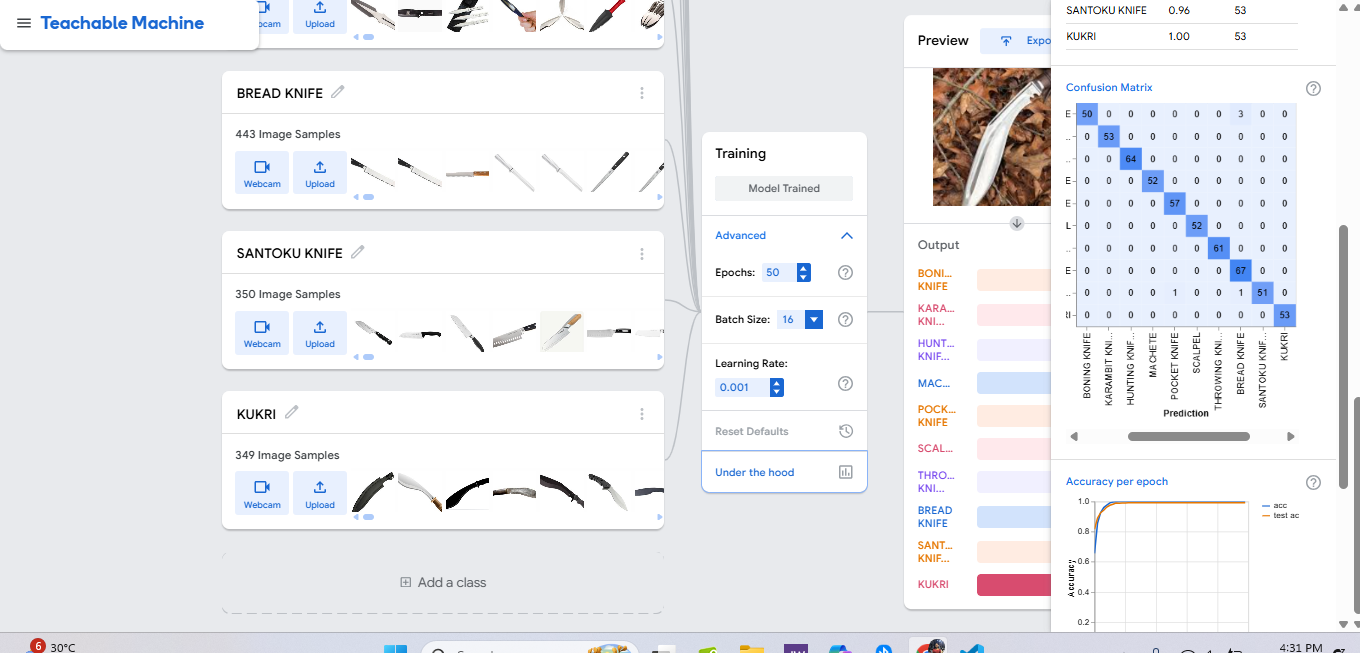 Teachable Machine
Webcam
Upload
BREAD KNIFE
443 Image Samples
Webcam
Upload
SANTOKU KNIFE
350 Image Samples
Webcam
Upload
KUKRI
349 Image Samples
Webcam
Upload
Add a class
Training
Model Trained
Advanced
Epochs: 50
Batch Size: 16
Learning Rate:
0.001
Reset Defaults
Under the hood
Preview
Expo
Output
BONI...
KNIFE
KARA...
KNI...
HUNT...
KNIF...
MAC...
POCK...
KNIFE
SCAL...
THRO...
KNI...
BREAD
KNIFE
SANT...
KNIF...
KUKRI
SANTOKU KNIFE 0.96 53
KUKRI 1.00 53
Confusion Matrix
E 50 0 0 0 0 0 0 3 0 0
.. 0 53 0 0 0 0 0 0 0 0
.. 0 0 64 0 0 0 0 0 0 0
E 0 0 0 52 0 0 0 0 0 0
E 0 0 0 0 57 0 0 0 0 0
L 0 0 0 0 0 52 0 0 0 0
.. 0 0 0 0 0 0 61 0 0 0
E 0 0 0 0 0 0 0 67 0 0
.. 0 0 0 0 1 0 0 1 51 0
RI 0 0 0 0 0 0 0 0 0 53
BONING KNIFE
KARAMBIT KNI...
HUNTING KNIF...
MACHETE
POCKET KNIFE
SCALPEL
THROWING KNI...
BREAD KNIFE
SANTOKU KNIF...
KUKRI
Prediction
Accuracy per epoch
1.0
0.8
0.6
0.4
0.2
Accuracy
acc
test ac
6
30°C
4:31 PM